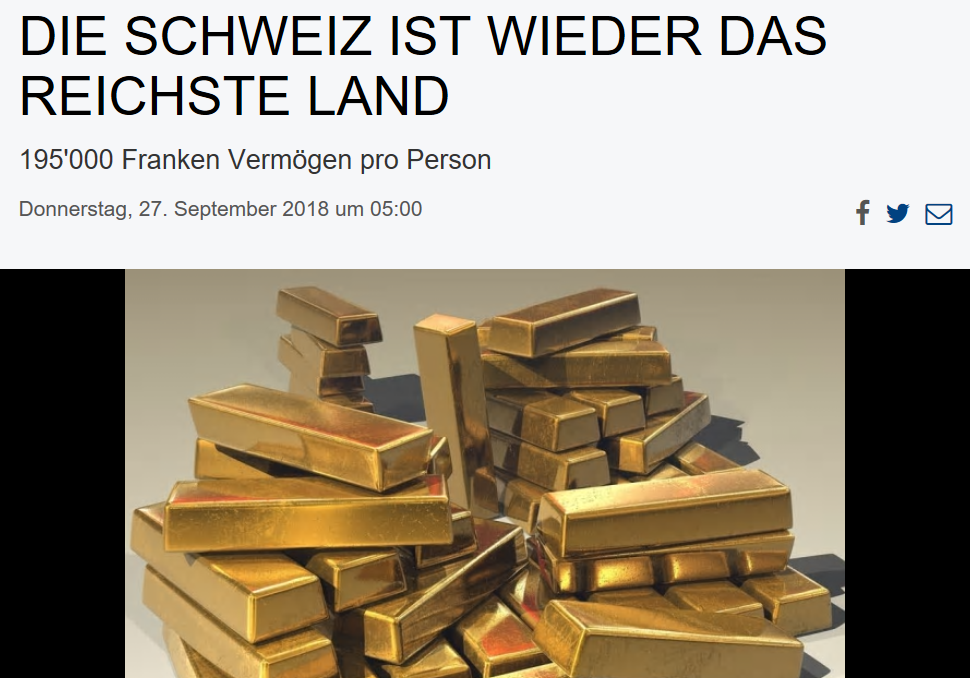 DIE SCHWEIZ IST WIEDER DAS
REICHSTE LAND
195'000 Franken Vermögen pro Person
Donnerstag, 27. September 2018 um 05:00